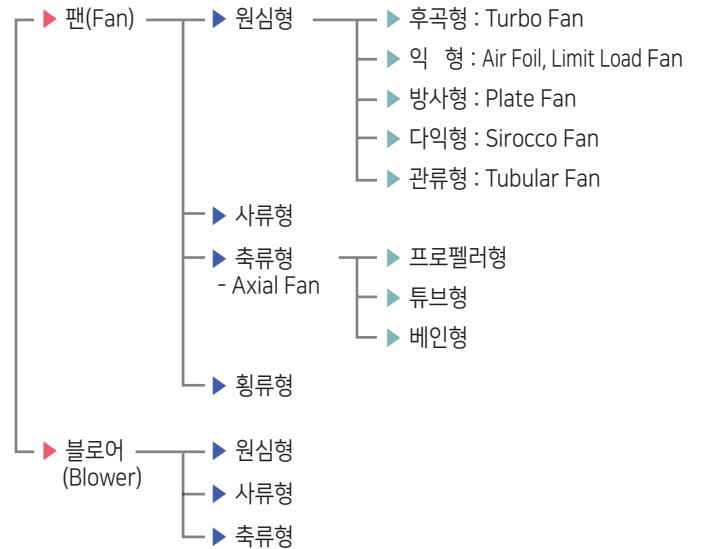 팬(Fan)
원심형
후곡형 : Turbo Fan
익 형 : Air Foil, Limit Load Fan
방사형 : Plate Fan
다익형 : Sirocco Fan
관류형 : Tubular Fan
사류형
축류형
- Axial Fan
프로펠러형
튜브형
베인형
횡류형
블로어
(Blower)
원심형
사류형
축류형